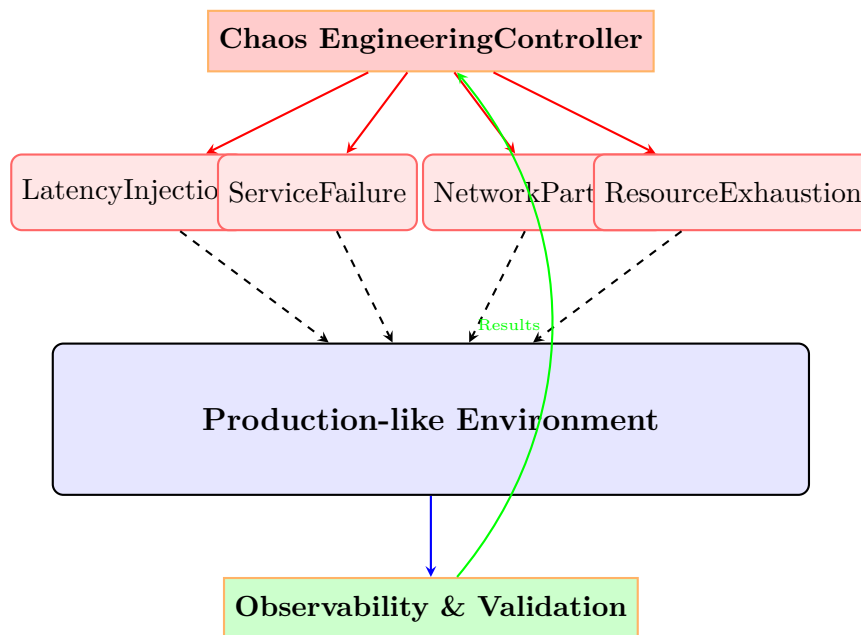 Chaos EngineeringController
LatencyInjectio
ServiceFailure
NetworkPart
ResourceExhaustion
Results
Production-like Environment
Observability & Validation